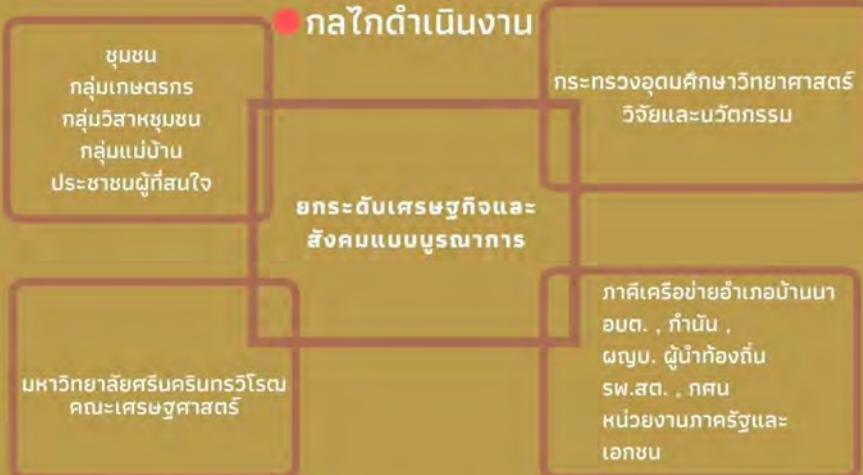 กลไกดำเนินงาน
ชุมชน
กลุ่มเกษตรกร
กลุ่มวิสาหชุมชน
กลุ่มแม่บ้าน
ประชาชนผู้ที่สนใจ
กระทรวงอุดมศึกษาวิทยาศาสตร์
วิจัยและนวัตกรรม
ยกระดับเศรษฐกิจและ
สังคมแบบบูรณาการ
มหาวิทยาลัยศรีนครินทรวิโรฒ
คณะเศรษฐศาสตร์
ภาคีเครือข่ายอำเภอบ้านนา
อบต. , กำนัน ,
ผญบ. ผู้นำท้องถิ่น
รพ.สต. , กศน
หน่วยงานภาครัฐและ
เอกชน